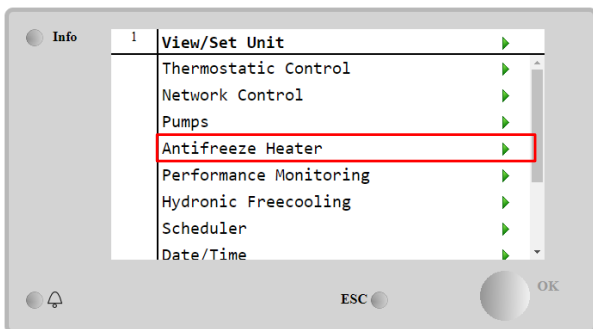 Info
1 View/Set Unit
Thermostatic Control
Network Control
Pumps
Antifreeze Heater
Performance Monitoring
Hydronic Freecooling
Scheduler
Date/Time
ESC
OK